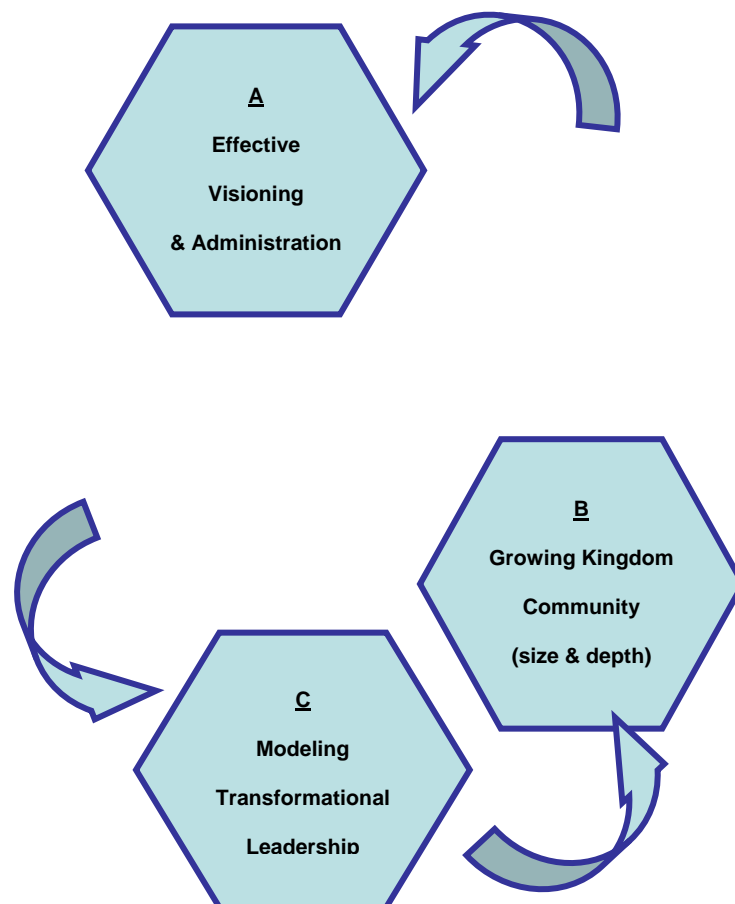 A
Effective
Visioning
& Administration
B
Growing Kingdom
Community
(size & depth)
C
Modeling
Transformational
Leadership